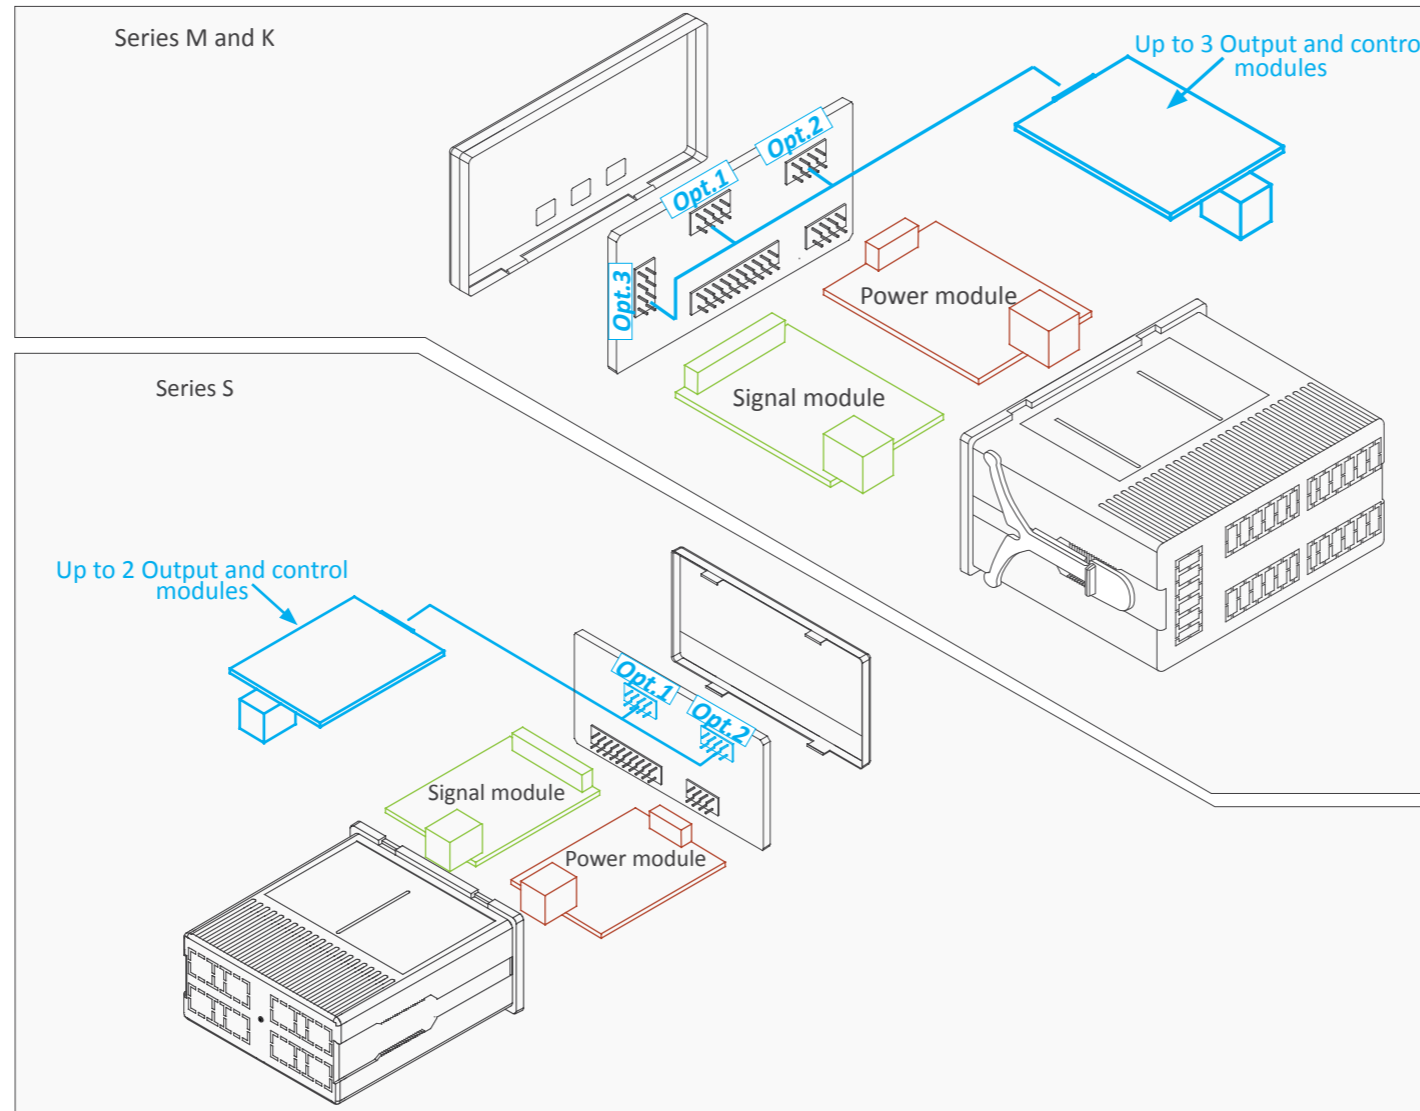 Series M and K
Up to 3 Output and contro
modules
Opt.2
Opt.1
Opt.3
Power module
Signal module
Series S
Up to 2 Output and control
modules
Opt.1
Opt.2
Signal module
Power module